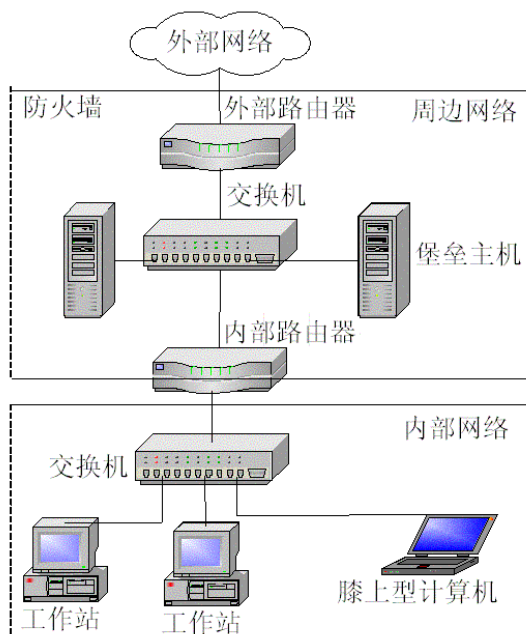 外部网络
防火墙
外部路由器
周边网络
交换机
堡垒主机
内部路由器
内部网络
交换机
工作站
工作站
膝上型计算机